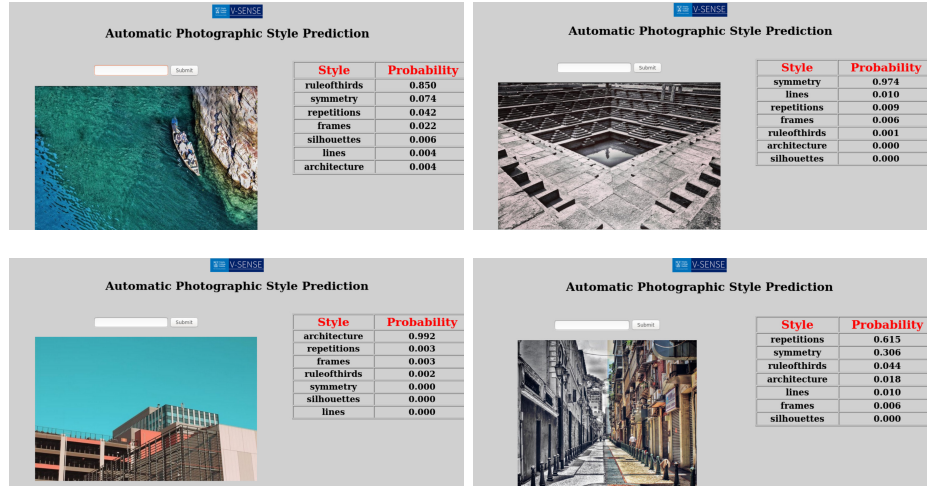 V-SENSE
Automatic Photographic Style Prediction
Submit
Style Probability
ruleofthirds 0.850
symmetry 0.074
repetitions 0.042
frames 0.022
silhouettes 0.006
lines 0.004
architecture 0.004
V-SENSE
Automatic Photographic Style Prediction
Submit
Style Probability
symmetry 0.974
lines 0.010
repetitions 0.009
frames 0.006
ruleofthirds 0.001
architecture 0.000
silhouettes 0.000
V-SENSE
Automatic Photographic Style Prediction
Submit
Style Probability
architecture 0.992
repetitions 0.003
frames 0.003
ruleofthirds 0.002
symmetry 0.000
silhouettes 0.000
lines 0.000
V-SENSE
Automatic Photographic Style Prediction
Submit
Style Probability
repetitions 0.615
symmetry 0.306
ruleofthirds 0.044
architecture 0.018
lines 0.010
frames 0.006
silhouettes 0.000